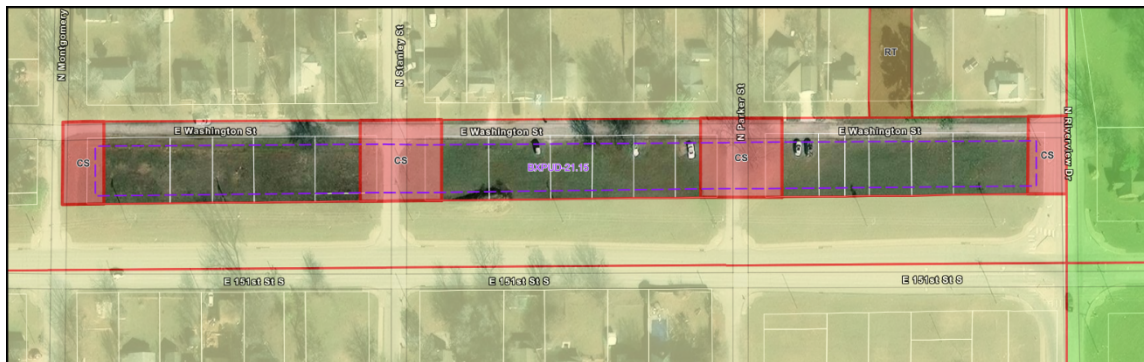 N Montgomery
N Stanley St
RT
E Washington St
E Washington St
N Parker St
E Washington St
N Riverview Dr
CS
CS
CS
CS
BXPUD-21.15
E 151st St S
E 151st St S
E 151st St S